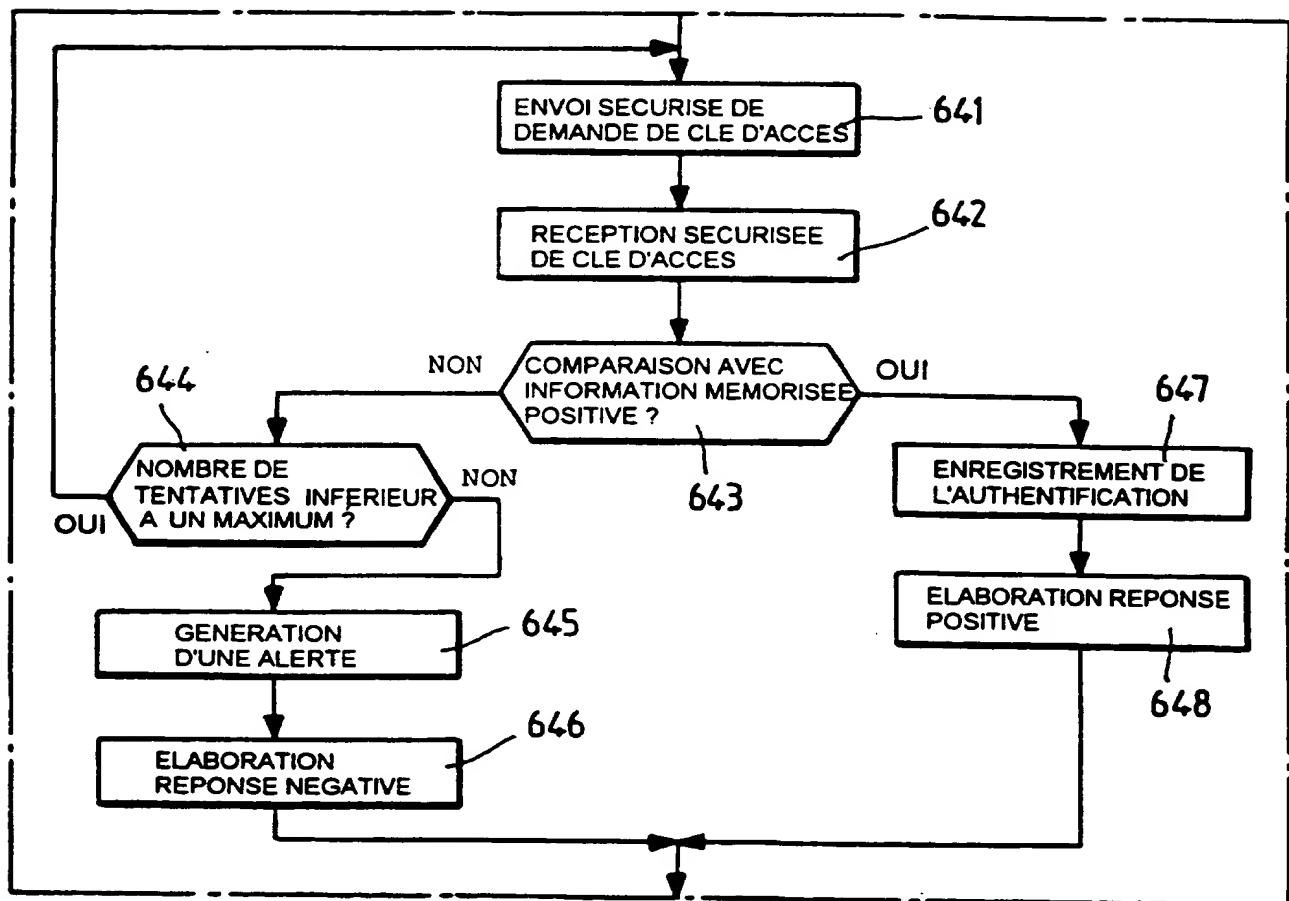 ENVOI SECURISE DE
DEMANDE DE CLE D'ACCES
641
RECEPTION SECURISEE
DE CLE D'ACCES
642
COMPARAISON AVEC
INFORMATION MEMORISEE
POSITIVE ?
NON
OUI
643
644
NOMBRE DE
TENTATIVES INFERIEUR
A UN MAXIMUM ?
OUI
NON
647
ENREGISTREMENT DE
L'AUTHENTIFICATION
ELABORATION REPONSE
POSITIVE
648
GENERATION
D'UNE ALERTE
645
ELABORATION
REPONSE NEGATIVE
646